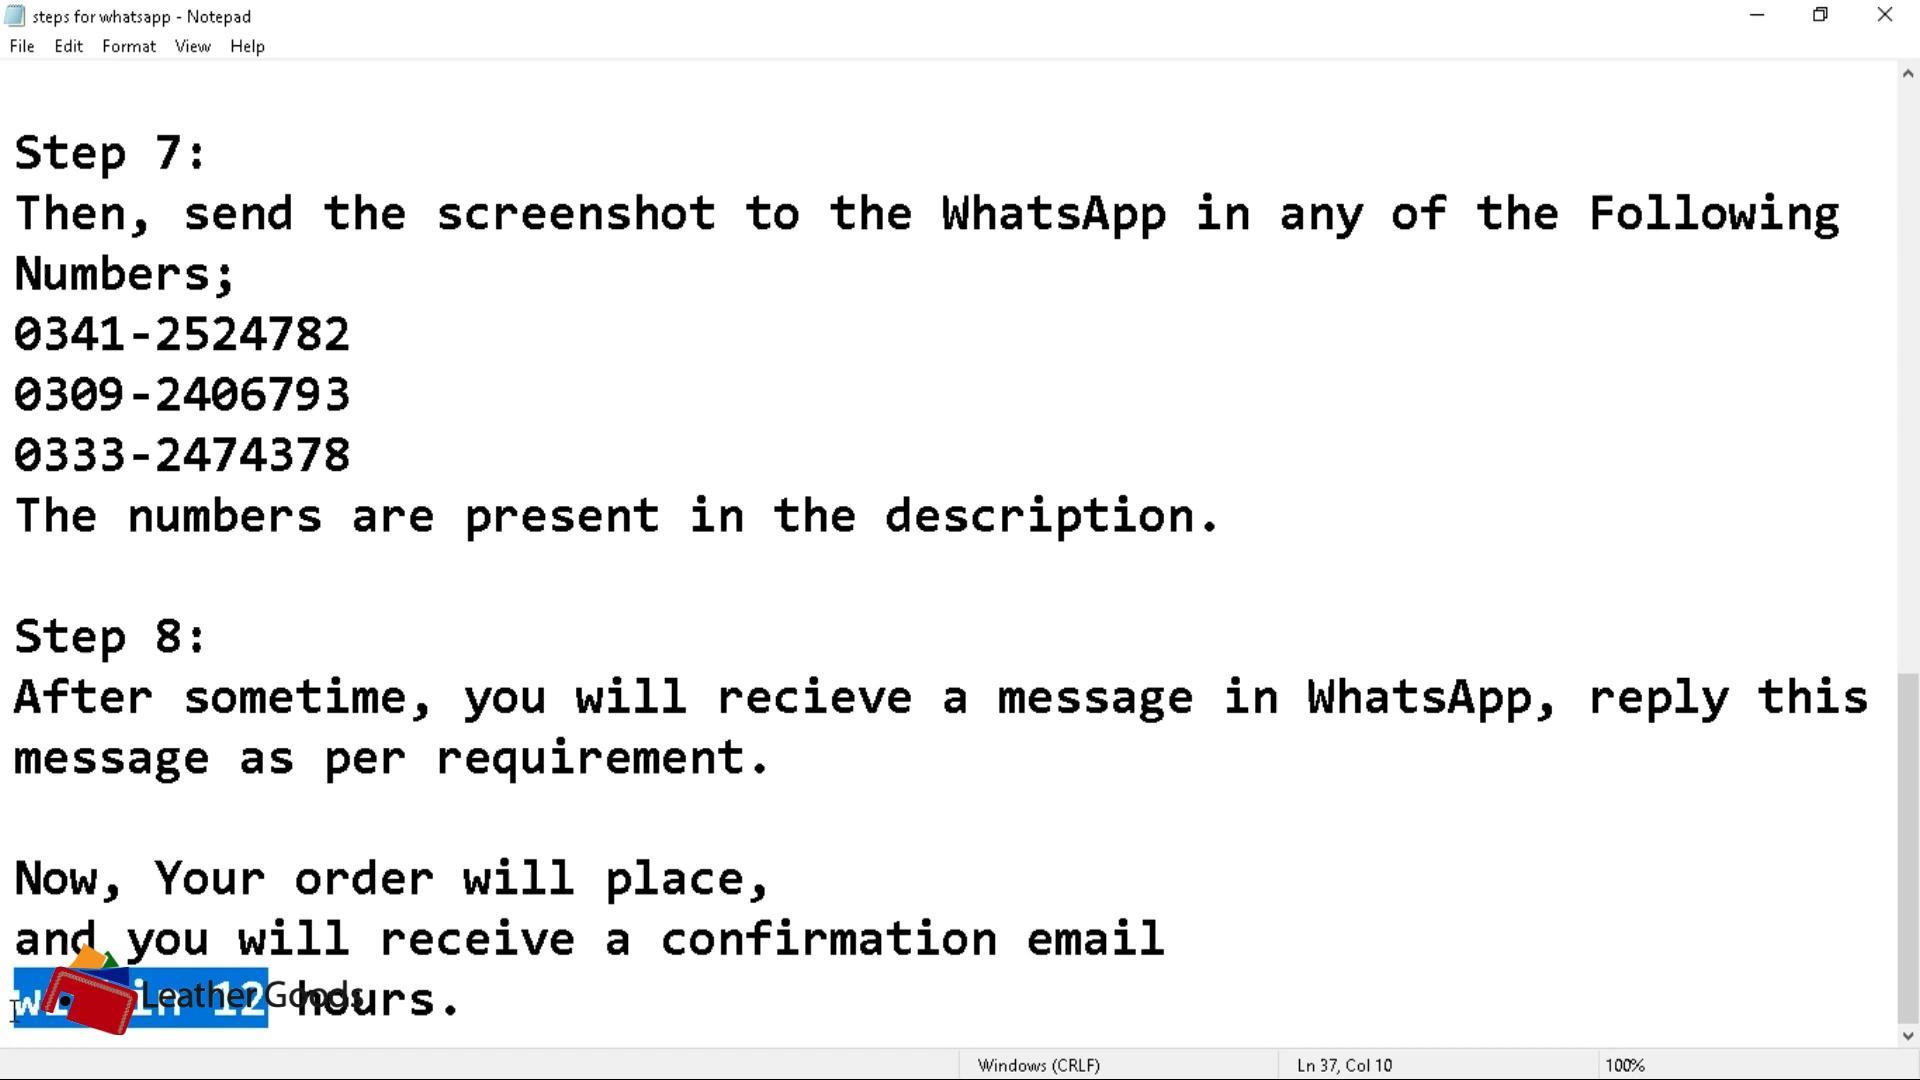 steps for whatsapp - Notepad
File Edit Format View Help
Step 7:
Then, send the screenshot to the WhatsApp in any of the Following
Numbers;
0341-2524782
0309-2406793
0333-2474378
The numbers are present in the description.
Step 8:
After sometime, you will recieve a message in WhatsApp, reply this
message as per requirement.
Now, Your order will place,
and you will receive a confirmation email
within 12 hours.
Leather Goods
Windows (CRLF) Ln 37, Col 10 100%